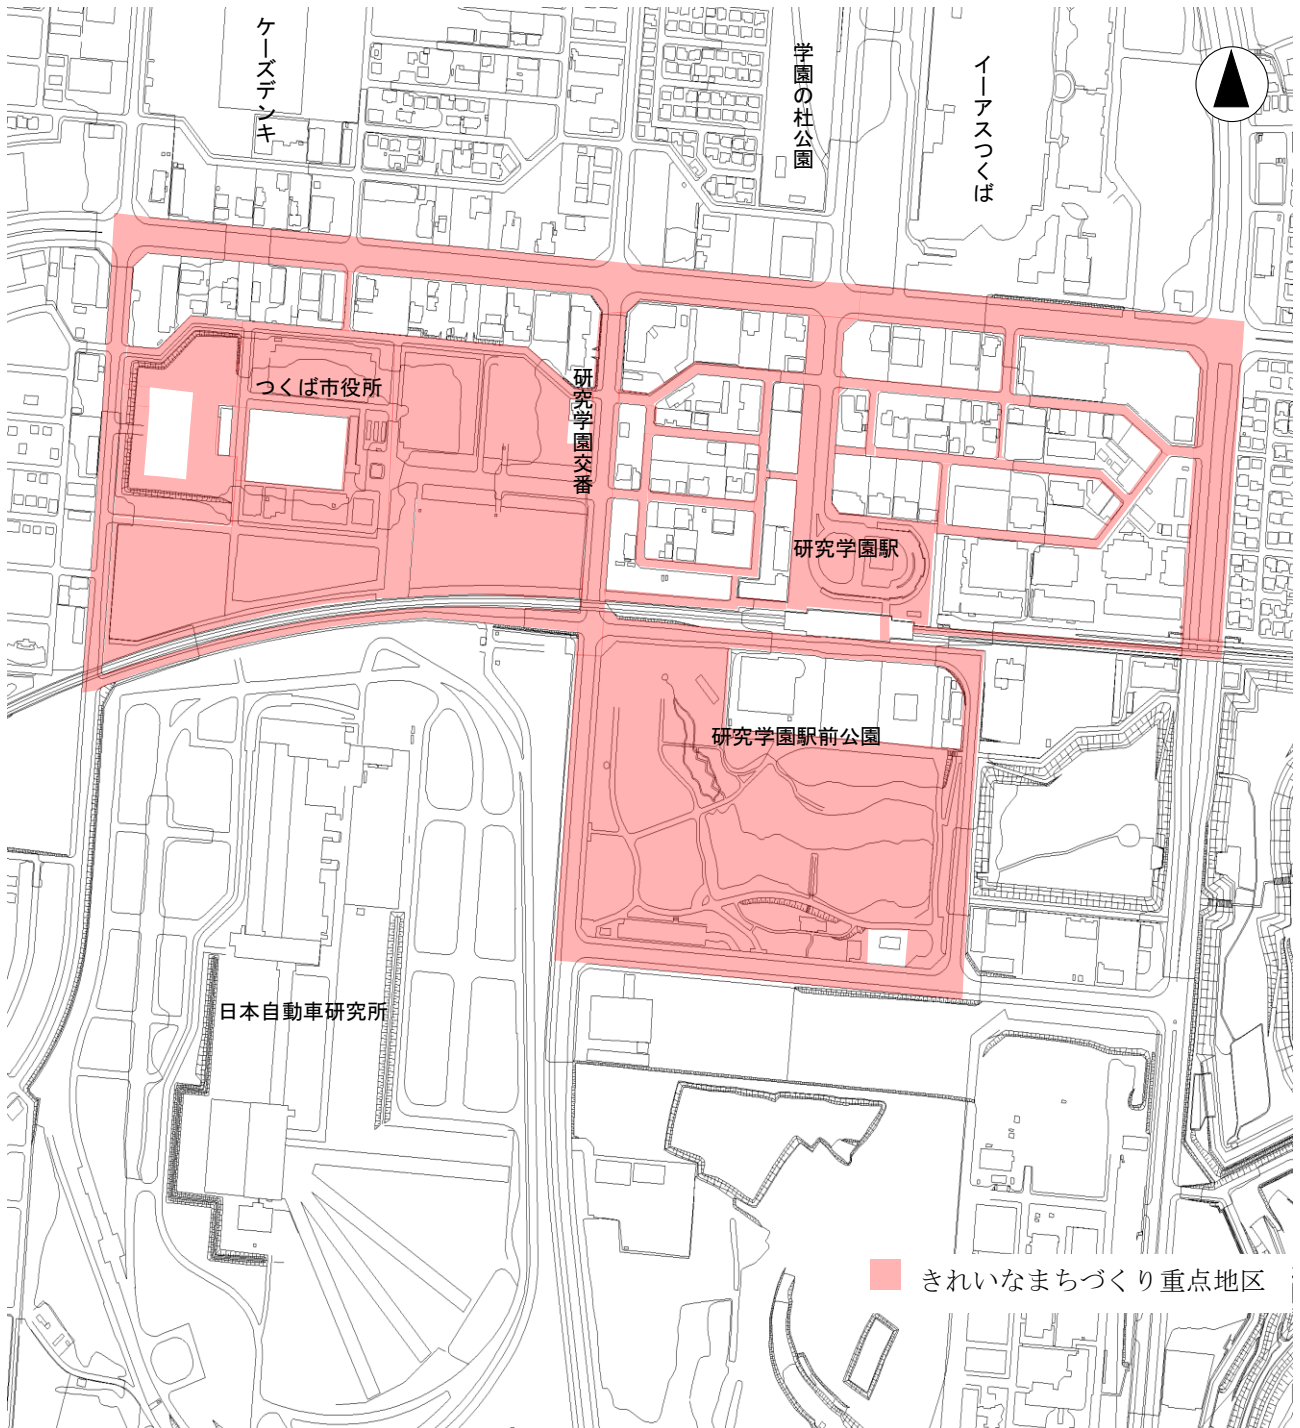 ケーズデンキ
学園の杜公園
イーアスつくば
つくば市役所
研究学園交番
研究学園駅
研究学園駅前公園
日本自動車研究所
きれいなまちづくり重点地区